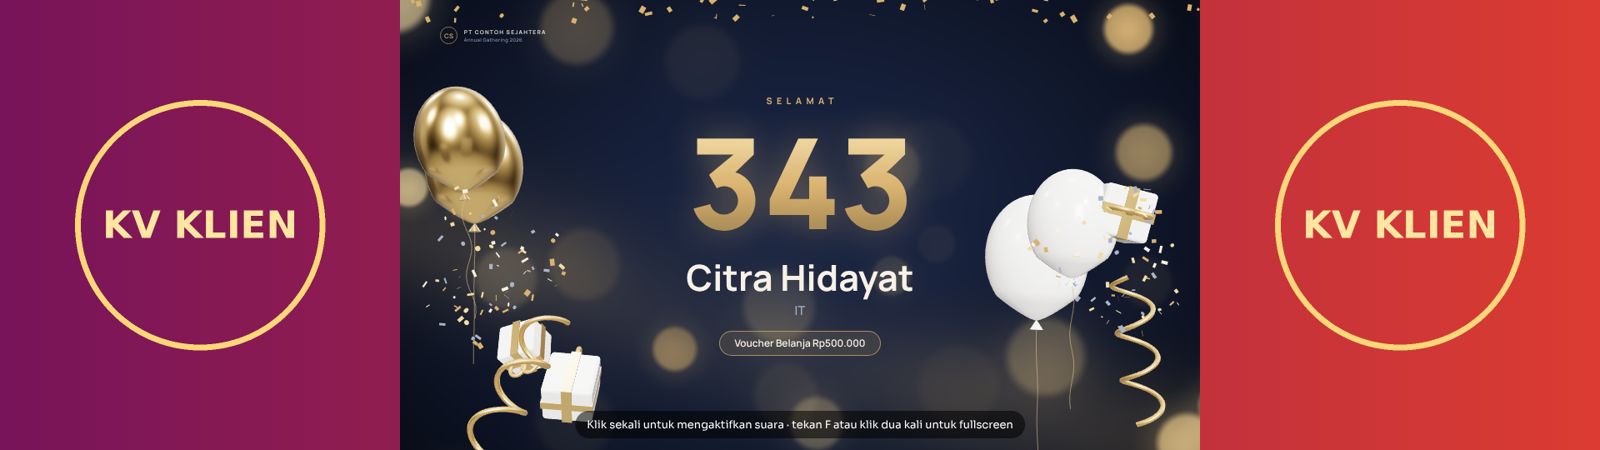 KV KLIEN
CS
PT CONTOH SEJAHTERA
Annual Gathering 2026
SELAMAT
343
Citra Hidayat
IT
Voucher Belanja Rp500.000
Klik sekali untuk mengaktifkan suara · tekan F atau klik dua kali untuk fullscreen
KV KLIEN